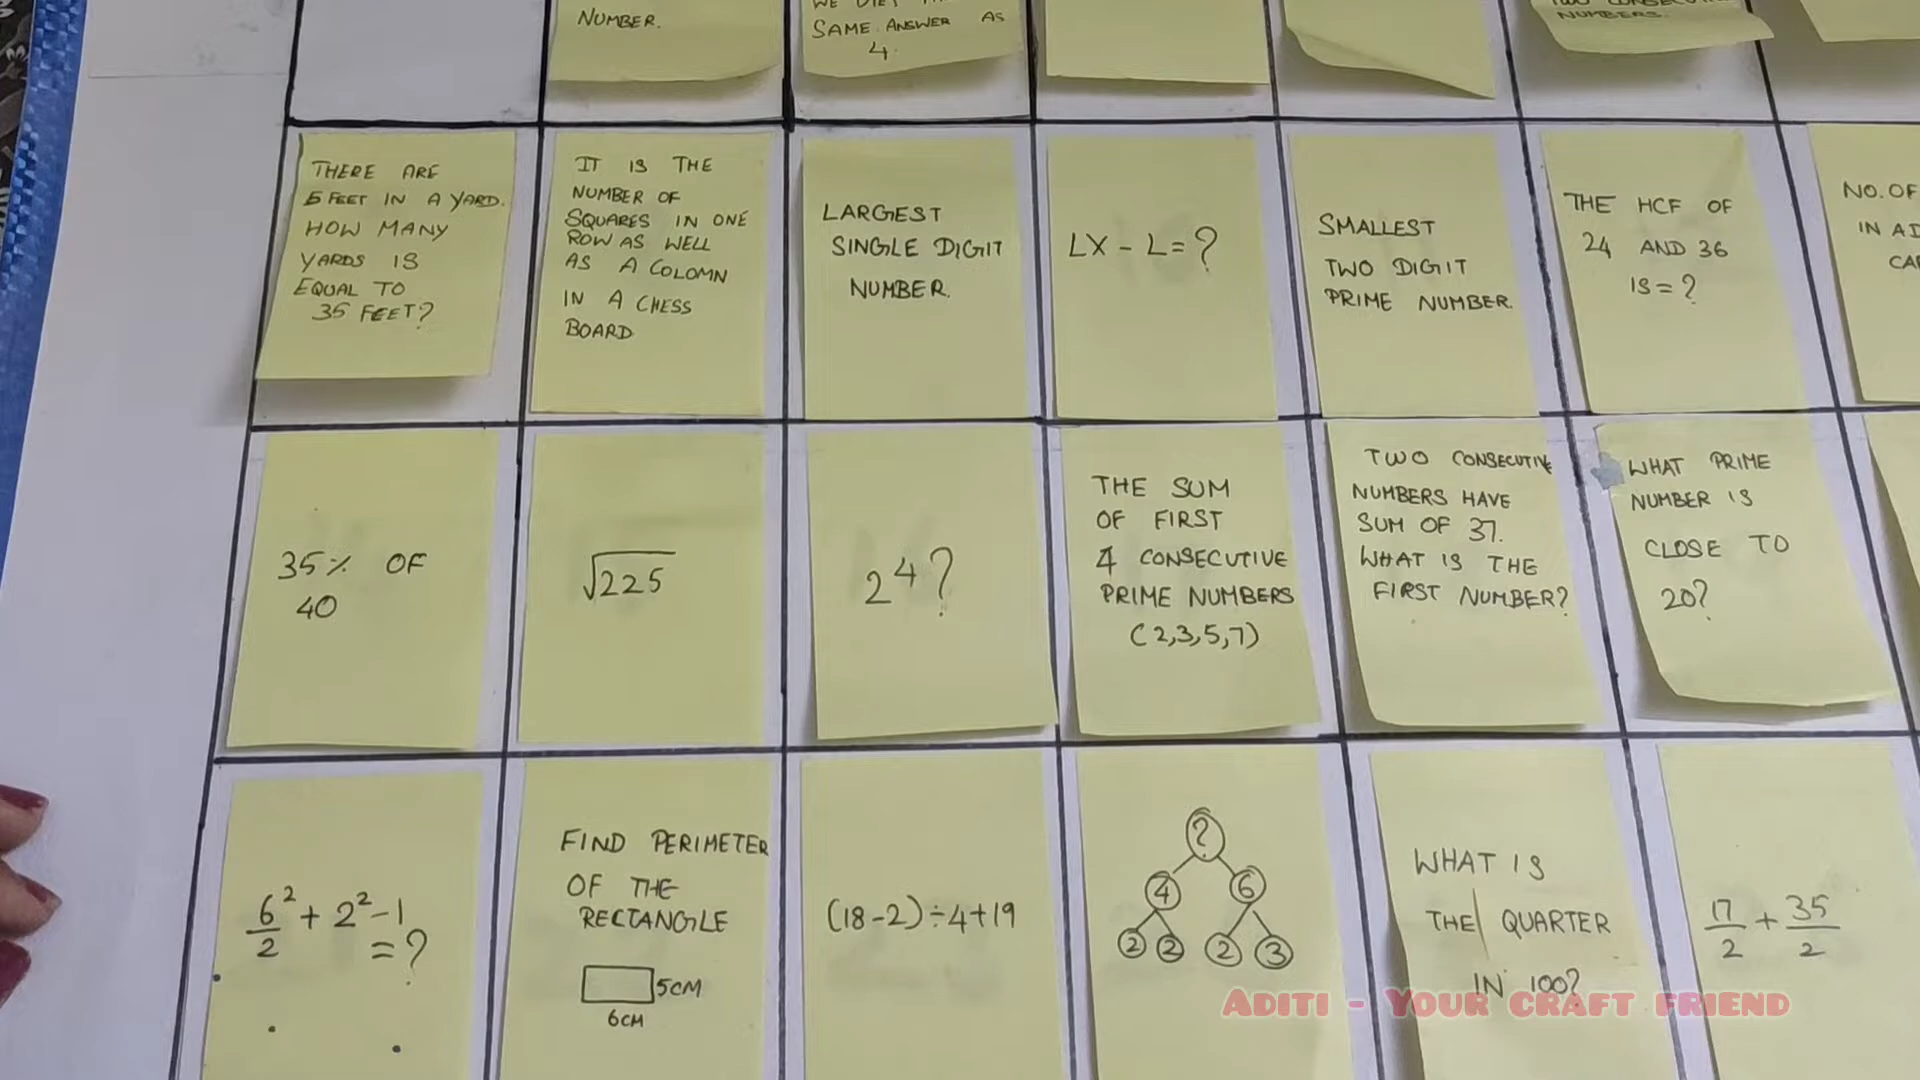 NUMBER.
SAME ANSWER AS
4.
NUMBERS.
THERE ARE
5 FEET IN A YARD.
HOW MANY
YARDS IS
EQUAL TO
35 FEET?
IT IS THE
NUMBER OF
SQUARES IN ONE
ROW AS WELL
AS A COLOMN
IN A CHESS
BOARD
LARGEST
SINGLE DIGIT
NUMBER.
LX - L = ?
SMALLEST
TWO DIGIT
PRIME NUMBER.
THE HCF OF
24 AND 36
IS = ?
NO. OF
IN A
35% OF
40
√225
2⁴?
THE SUM
OF FIRST
4 CONSECUTIVE
PRIME NUMBERS
(2,3,5,7)
TWO CONSECUTIVE
NUMBERS HAVE
SUM OF 37.
WHAT IS THE
FIRST NUMBER?
WHAT PRIME
NUMBER IS
CLOSE TO
20?
6²/2 + 2² - 1
= ?
FIND PERIMETER
OF THE
RECTANGLE
5CM
6CM
(18-2) ÷ 4 + 19
?
4 6
2 2 2 3
WHAT IS
THE QUARTER
IN 100?
17/2 + 35/2
ADITI - YOUR CRAFT FRIEND